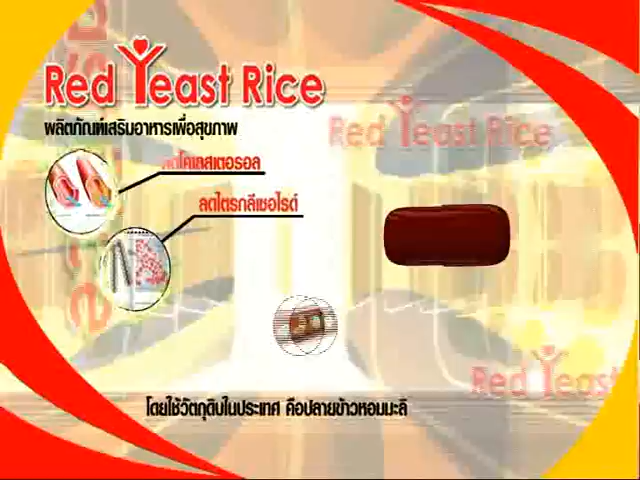 Red Yeast Rice
ผลิตภัณฑ์เสริมอาหารเพื่อสุขภาพ
Red Yeast Rice
ลดโคเลสเตอรอล
ลดไตรกลีเซอไรด์
Red Yeast
โดยใช้วัตถุดิบในประเทศ คือปลายข้าวหอมมะลิ